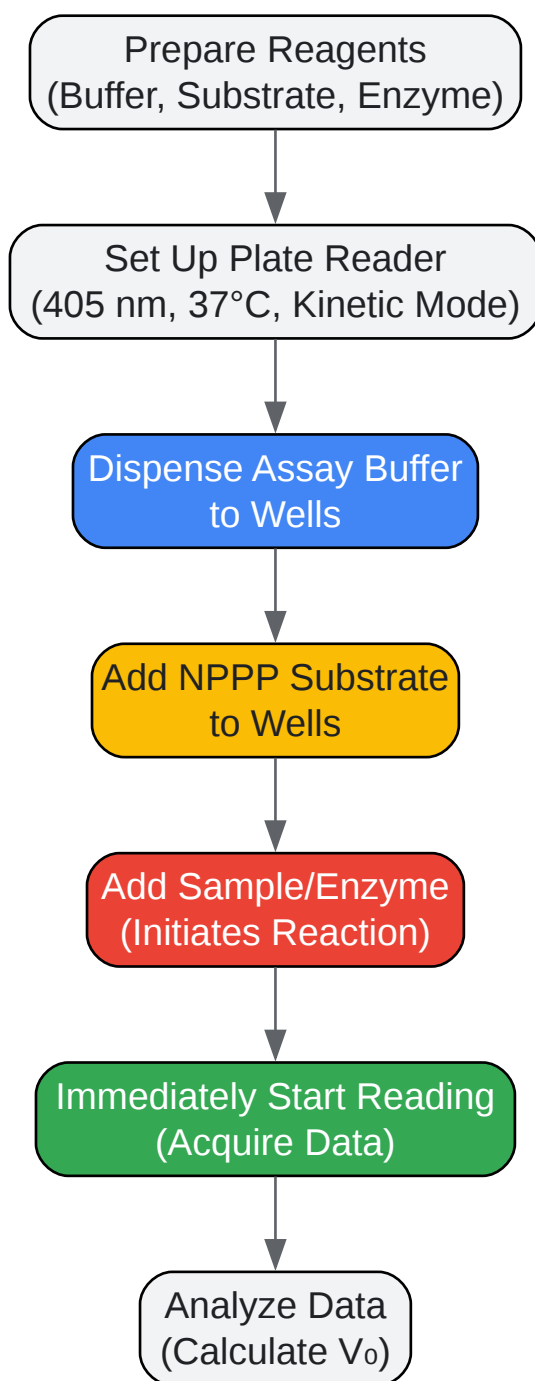 Prepare Reagents
(Buffer, Substrate, Enzyme)
Set Up Plate Reader
(405 nm, 37°C, Kinetic Mode)
Dispense Assay Buffer
to Wells
Add NPPP Substrate
to Wells
Add Sample/Enzyme
(Initiates Reaction)
Immediately Start Reading
(Acquire Data)
Analyze Data
(Calculate V₀)